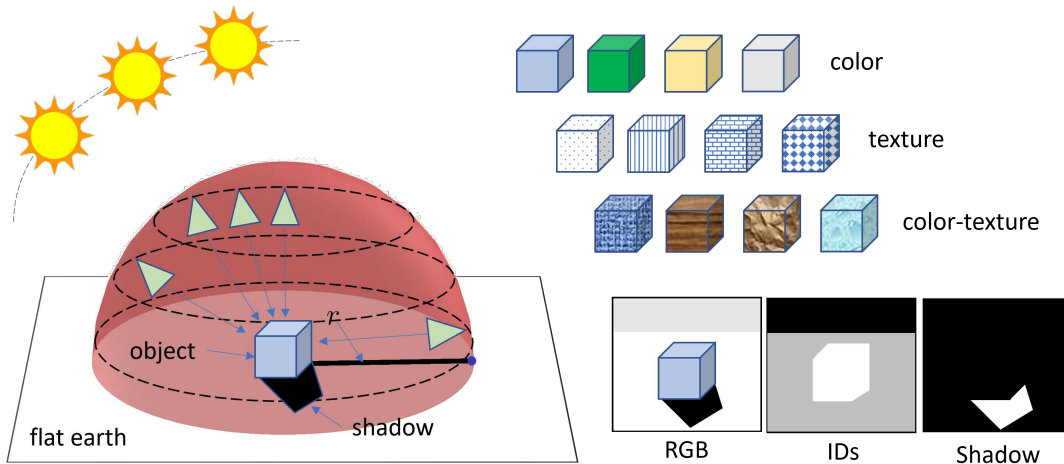 color
texture
color-texture
r
object
shadow
flat earth
RGB
IDs
Shadow